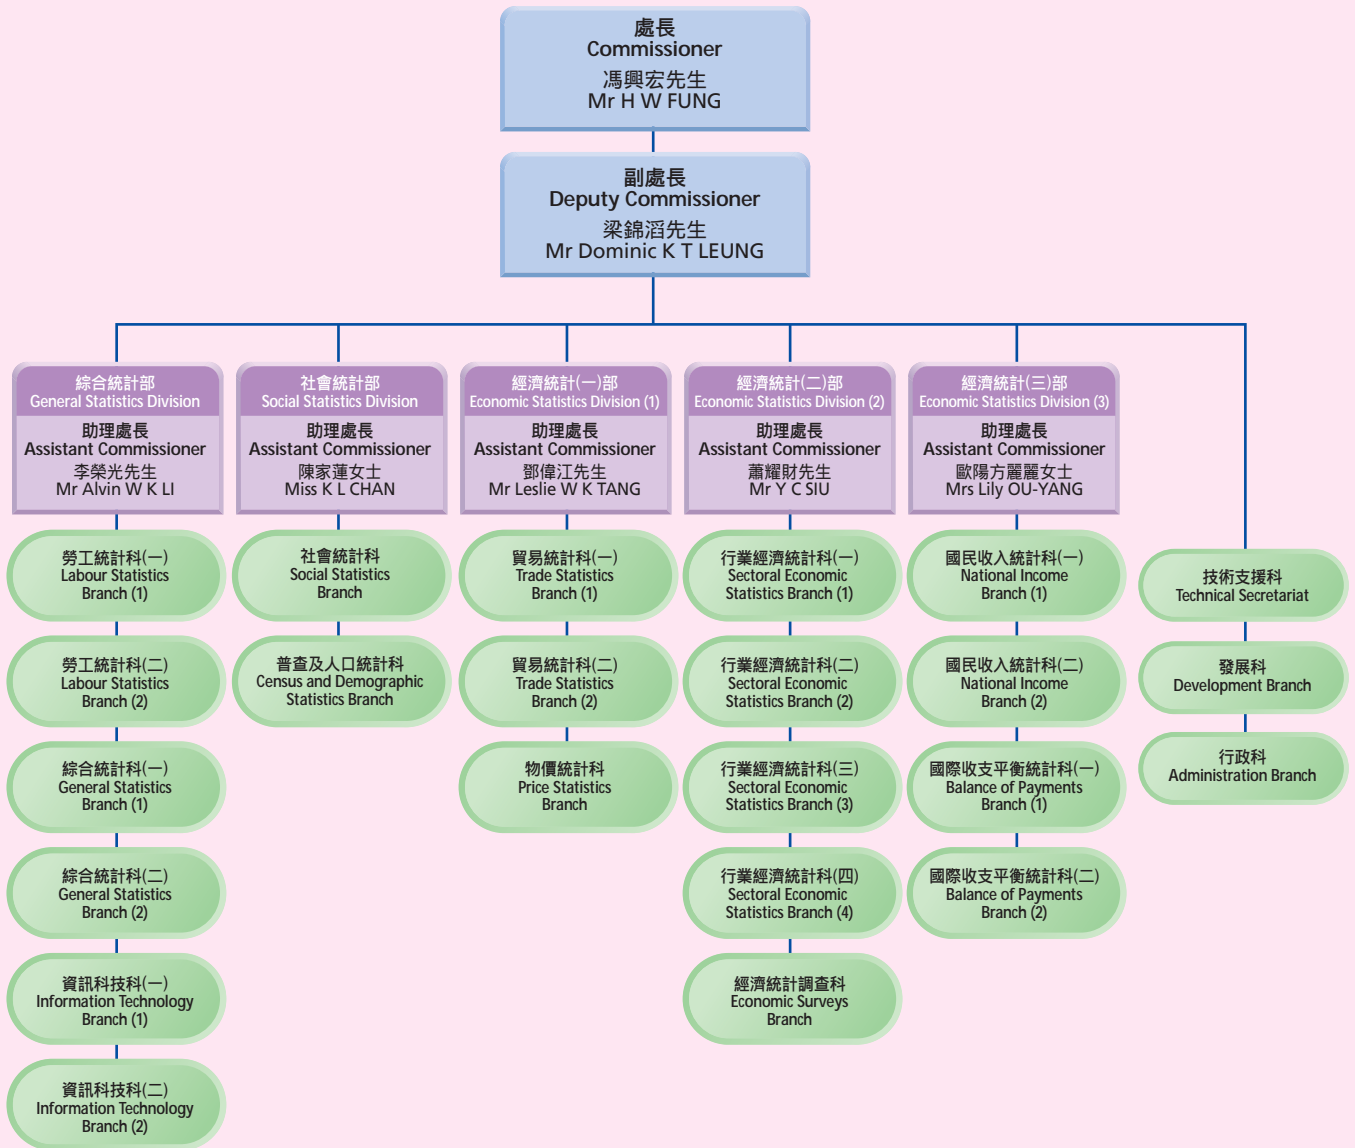 處長
Commissioner
馮興宏先生
Mr H W FUNG
副處長
Deputy Commissioner
梁錦滔先生
Mr Dominic K T LEUNG
綜合統計部
General Statistics Division
助理處長
Assistant Commissioner
李榮光先生
Mr Alvin W K LI
勞工統計科(一)
Labour Statistics
Branch (1)
勞工統計科(二)
Labour Statistics
Branch (2)
綜合統計科(一)
General Statistics
Branch (1)
綜合統計科(二)
General Statistics
Branch (2)
資訊科技科(一)
Information Technology
Branch (1)
資訊科技科(二)
Information Technology
Branch (2)
社會統計部
Social Statistics Division
助理處長
Assistant Commissioner
陳家蓮女士
Miss K L CHAN
社會統計科
Social Statistics
Branch
普查及人口統計科
Census and Demographic
Statistics Branch
經濟統計(一)部
Economic Statistics Division (1)
助理處長
Assistant Commissioner
鄧偉江先生
Mr Leslie W K TANG
貿易統計科(一)
Trade Statistics
Branch (1)
貿易統計科(二)
Trade Statistics
Branch (2)
物價統計科
Price Statistics
Branch
經濟統計(二)部
Economic Statistics Division (2)
助理處長
Assistant Commissioner
蕭耀財先生
Mr Y C SIU
行業經濟統計科(一)
Sectoral Economic
Statistics Branch (1)
行業經濟統計科(二)
Sectoral Economic
Statistics Branch (2)
行業經濟統計科(三)
Sectoral Economic
Statistics Branch (3)
行業經濟統計科(四)
Sectoral Economic
Statistics Branch (4)
經濟統計調查科
Economic Surveys
Branch
經濟統計(三)部
Economic Statistics Division (3)
助理處長
Assistant Commissioner
歐陽方麗麗女士
Mrs Lily OU-YANG
國民收入統計科(一)
National Income
Branch (1)
國民收入統計科(二)
National Income
Branch (2)
國際收支平衡統計科(一)
Balance of Payments
Branch (1)
國際收支平衡統計科(二)
Balance of Payments
Branch (2)
技術支援科
Technical Secretariat
發展科
Development Branch
行政科
Administration Branch